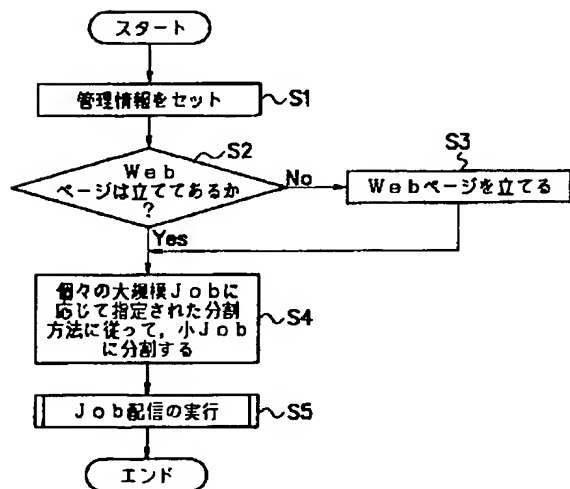 スタート
管理情報をセット
S1
S2
Web
ページは立ててあるか
?
No
S3
Webページを立てる
Yes
個々の大規模Jobに
応じて指定された分割
方法に従って,小Job
に分割する
S4
Job配信の実行
S5
エンド